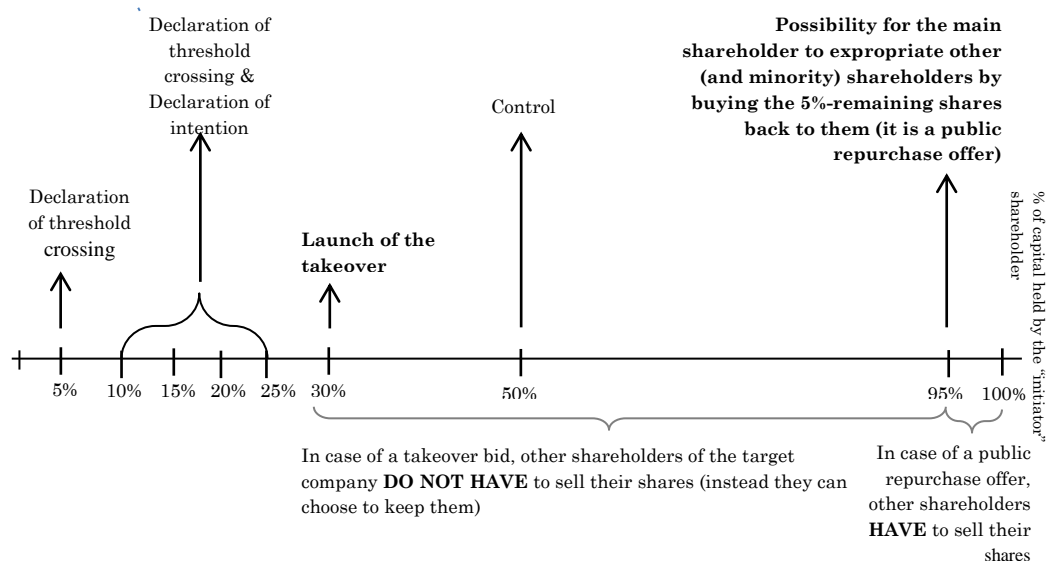 Declaration of
threshold
crossing &
Declaration of
intention
Possibility for the main
shareholder to expropriate other
(and minority) shareholders by
buying the 5%-remaining shares
back to them (it is a public
repurchase offer)
Control
Declaration
of threshold
crossing
Launch of the
takeover
% of capital held by the "initiator"
shareholder
5%
10%
15%
20%
25%
30%
50%
95%
100%
In case of a takeover bid, other shareholders of the target
company DO NOT HAVE to sell their shares (instead they can
choose to keep them)
In case of a public
repurchase offer,
other shareholders
HAVE to sell their
shares